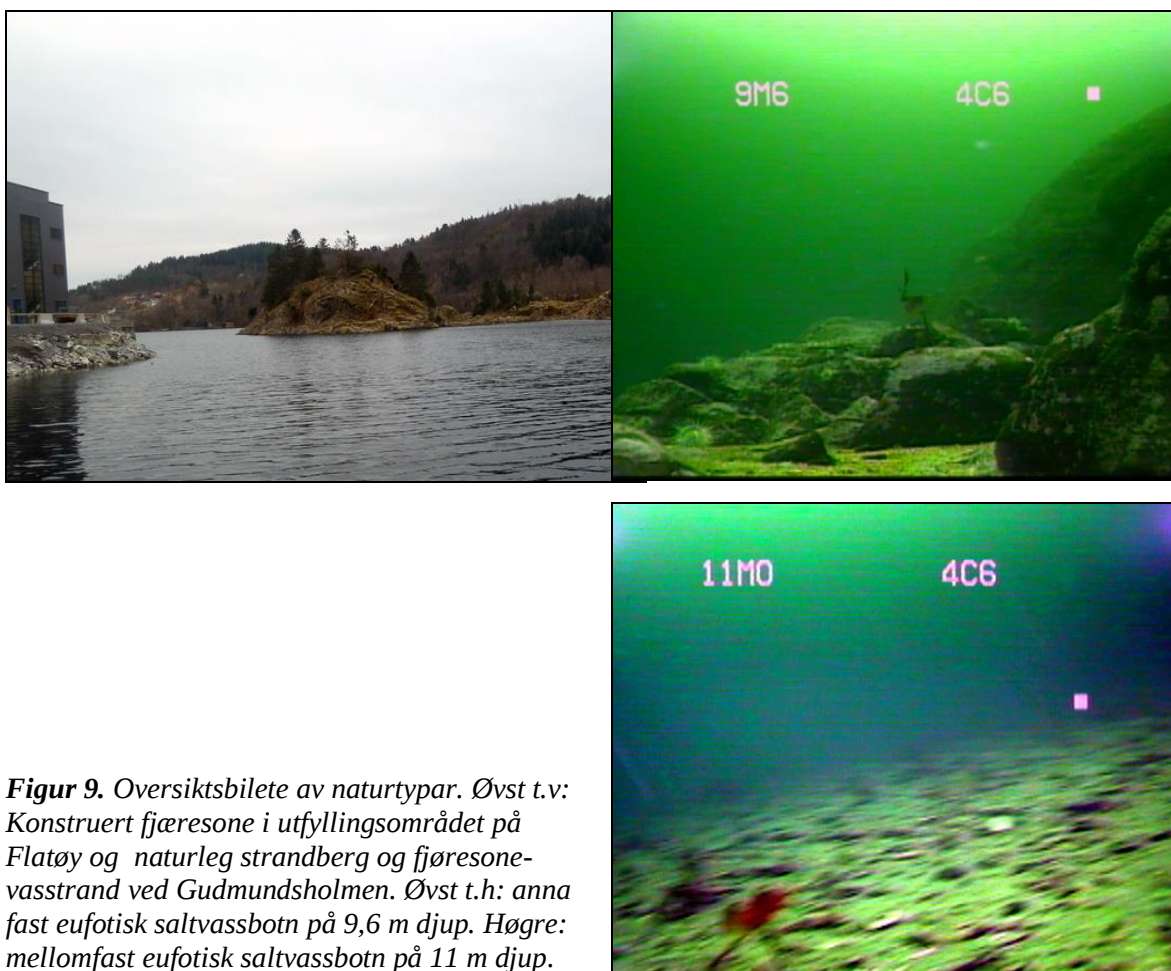 9M6 4C6
11M0 4C6
Figur 9. Oversiktsbilete av naturtypar. Øvst t.v:
Konstruert fjæresone i utfyllingsområdet på
Flatøy og naturleg strandberg og fjøresone-
vasstrand ved Gudmundsholmen. Øvst t.h: anna
fast eufotisk saltvassbotn på 9,6 m djup. Høgre:
mellomfast eufotisk saltvassbotn på 11 m djup.